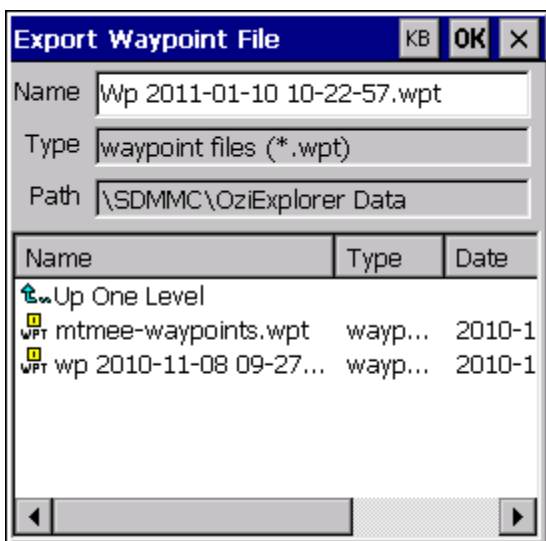 Export Waypoint File KB OK ×
Name Wp 2011-01-10 10-22-57.wpt
Type waypoint files (*.wpt)
Path \SDMMC\OziExplorer Data
Name Type Date
Up One Level
WPT mtmee-waypoints.wpt wayp... 2010-1
WPT wp 2010-11-08 09-27... wayp... 2010-1